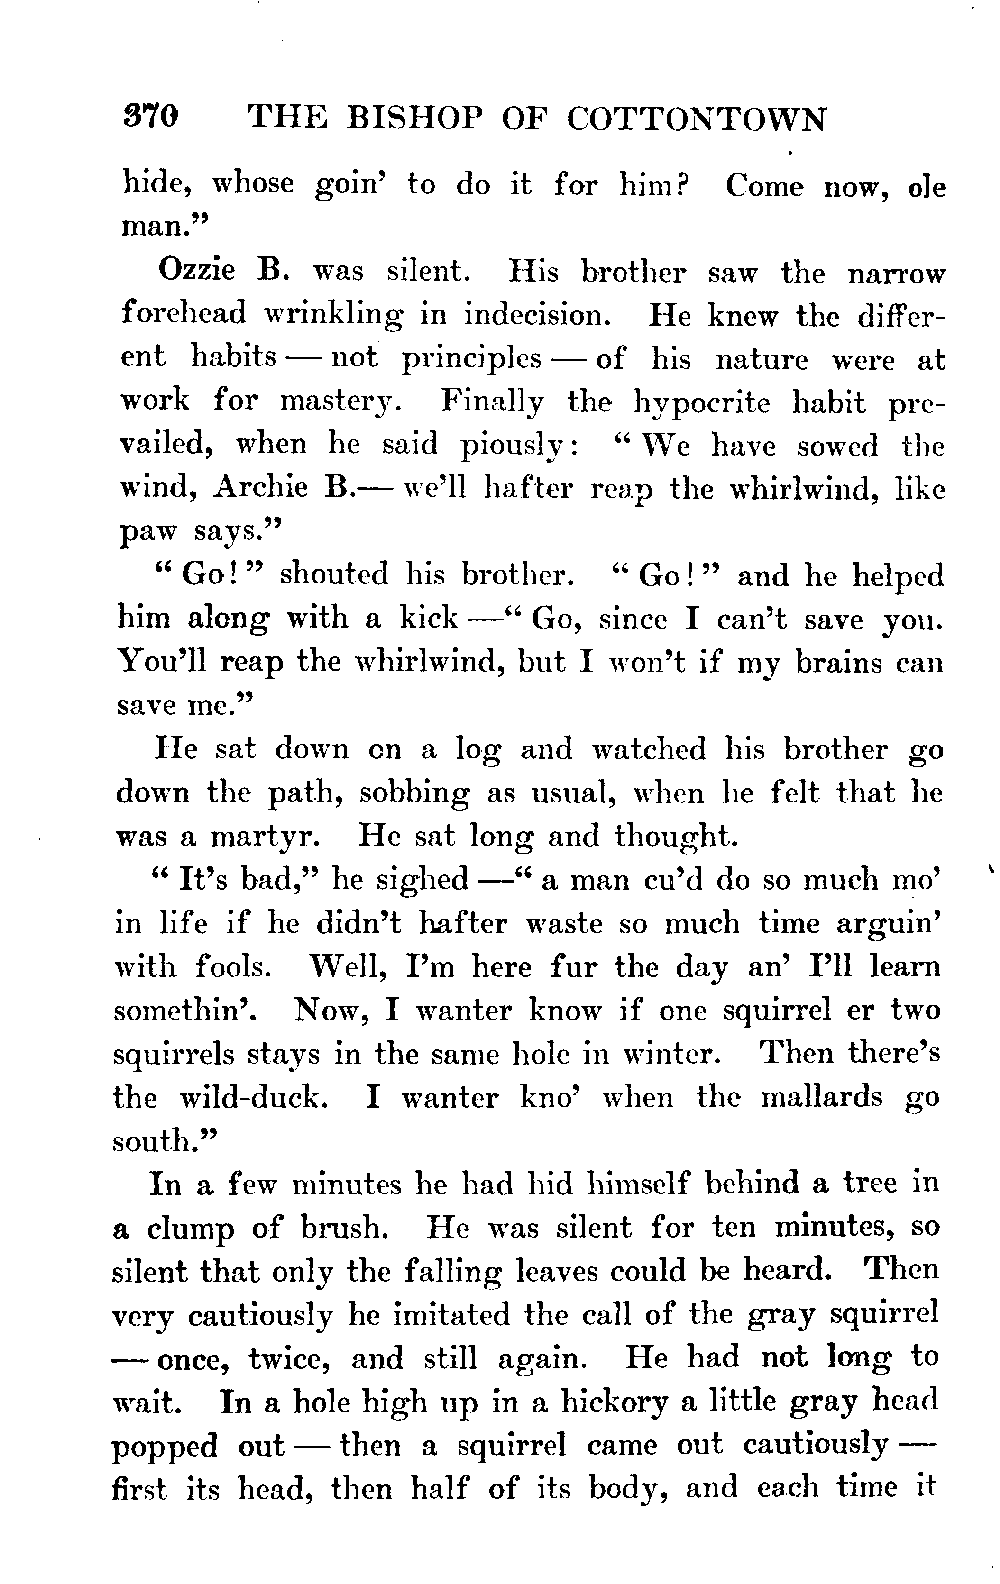 370 THE BISHOP OF COTTONTOWN
hide, whose goin' to do it for him? Come now, ole
man."
Ozzie B. was silent. His brother saw the narrow
forehead wrinkling in indecision. He knew the differ-
ent habits — not principles — of his nature were at
work for mastery. Finally the hypocrite habit pre-
vailed, when he said piously: "We have sowed the
wind, Archie B.— we'll hafter reap the whirlwind, like
paw says."
"Go!" shouted his brother. "Go!" and he helped
him along with a kick —"Go, since I can't save you.
You'll reap the whirlwind, but I won't if my brains can
save me."
He sat down on a log and watched his brother go
down the path, sobbing as usual, when he felt that he
was a martyr. He sat long and thought.
"It's bad," he sighed —"a man cu'd do so much mo'
in life if he didn't hafter waste so much time arguin'
with fools. Well, I'm here fur the day an' I'll learn
somethin'. Now, I wanter know if one squirrel er two
squirrels stays in the same hole in winter. Then there's
the wild-duck. I wanter kno' when the mallards go
south."
In a few minutes he had hid himself behind a tree in
a clump of brush. He was silent for ten minutes, so
silent that only the falling leaves could be heard. Then
very cautiously he imitated the call of the gray squirrel
— once, twice, and still again. He had not long to
wait. In a hole high up in a hickory a little gray head
popped out — then a squirrel came out cautiously —
first its head, then half of its body, and each time it